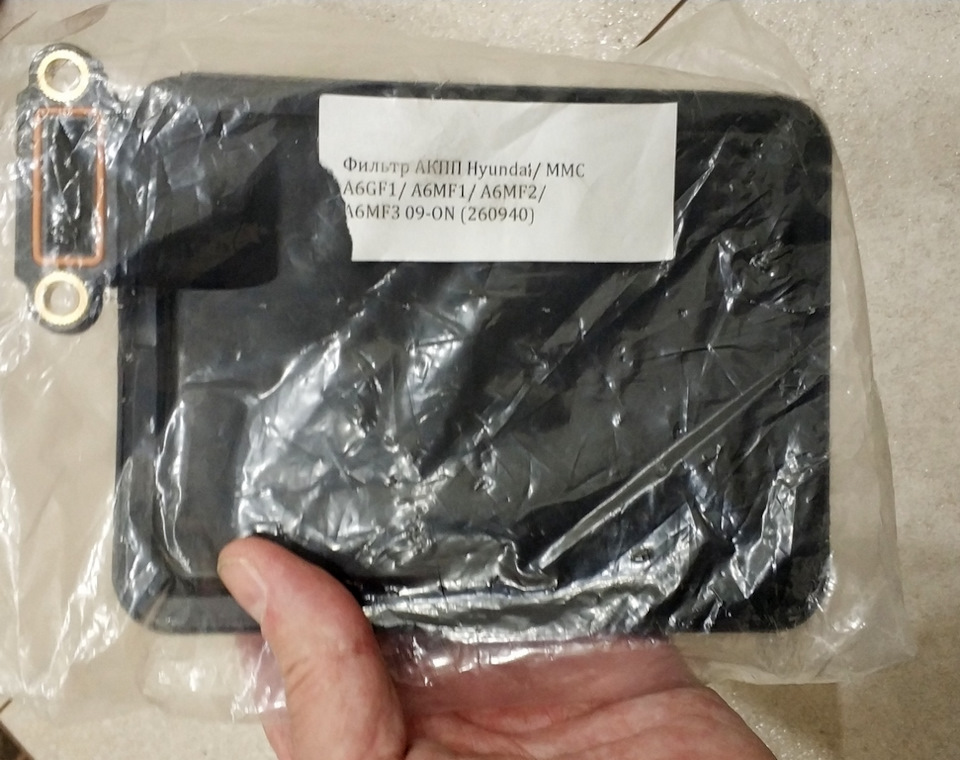 Фильтр АКПП Hyundai/ MMC
A6GF1/ A6MF1/ A6MF2/
A6MF3 09-ON (260940)